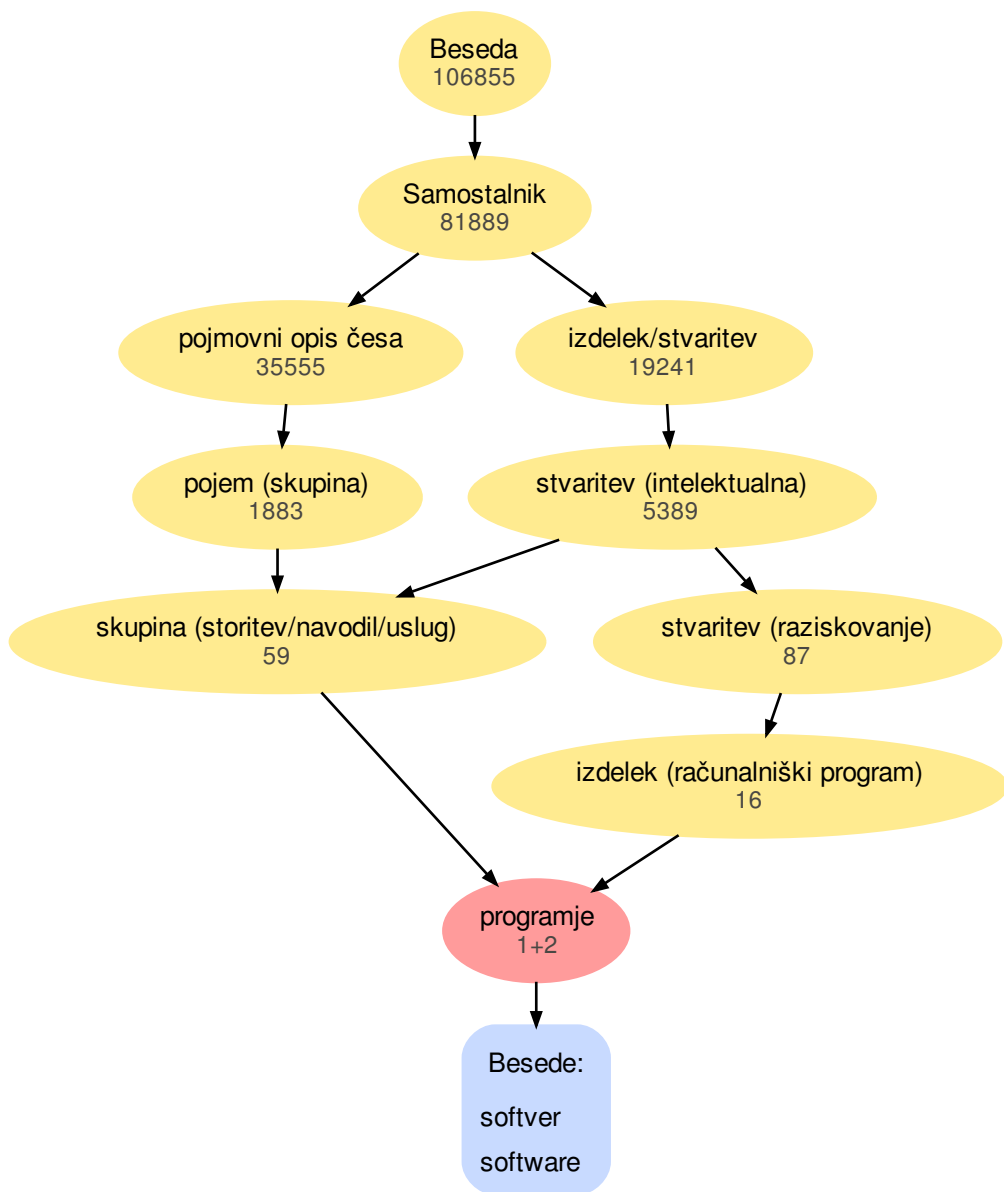 Beseda
106855
Samostalnik
81889
pojmovni opis česa
35555
izdelek/stvaritev
19241
pojem (skupina)
1883
stvaritev (intelektualna)
5389
skupina (storitev/navodil/uslug)
59
stvaritev (raziskovanje)
87
izdelek (računalniški program)
16
programje
1+2
Besede:
softver
software